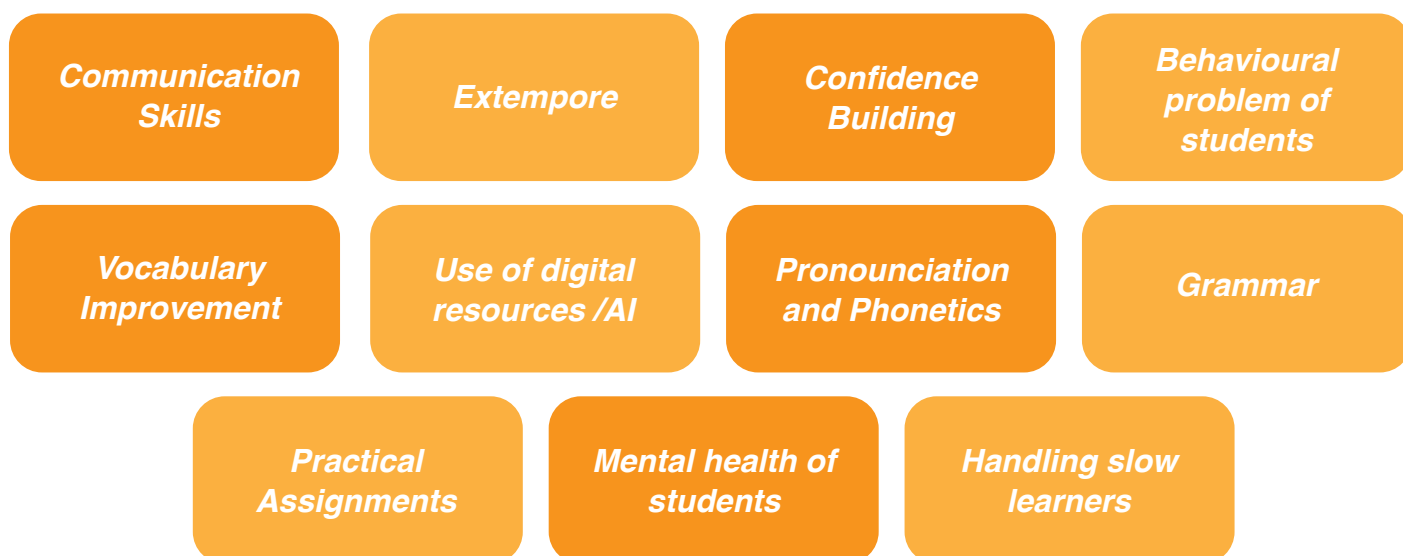 Communication
Skills
Extempore
Confidence
Building
Behavioural
problem of
students
Vocabulary
Improvement
Use of digital
resources /AI
Pronounciation
and Phonetics
Grammar
Practical
Assignments
Mental health of
students
Handling slow
learners